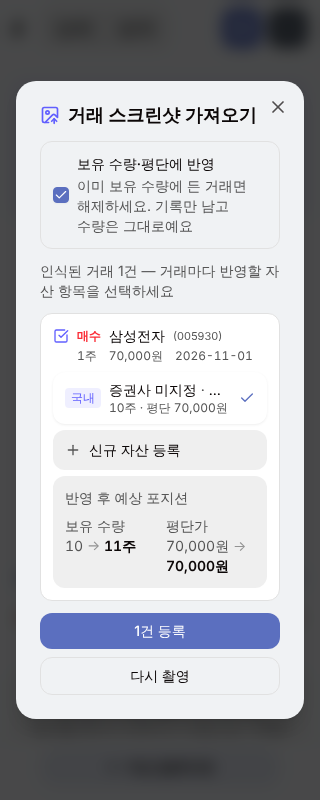 거래 스크린샷 가져오기
보유 수량·평단에 반영
이미 보유 수량에 든 거래면
해제하세요. 기록만 남고
수량은 그대로예요
인식된 거래 1건 — 거래마다 반영할 자
산 항목을 선택하세요
매수 삼성전자 (005930)
1주 70,000원 2026-11-01
국내 증권사 미지정 · ...
10주 · 평단 70,000원
신규 자산 등록
반영 후 예상 포지션
보유 수량 평단가
10 → 11주 70,000원 →
70,000원
1건 등록
다시 촬영